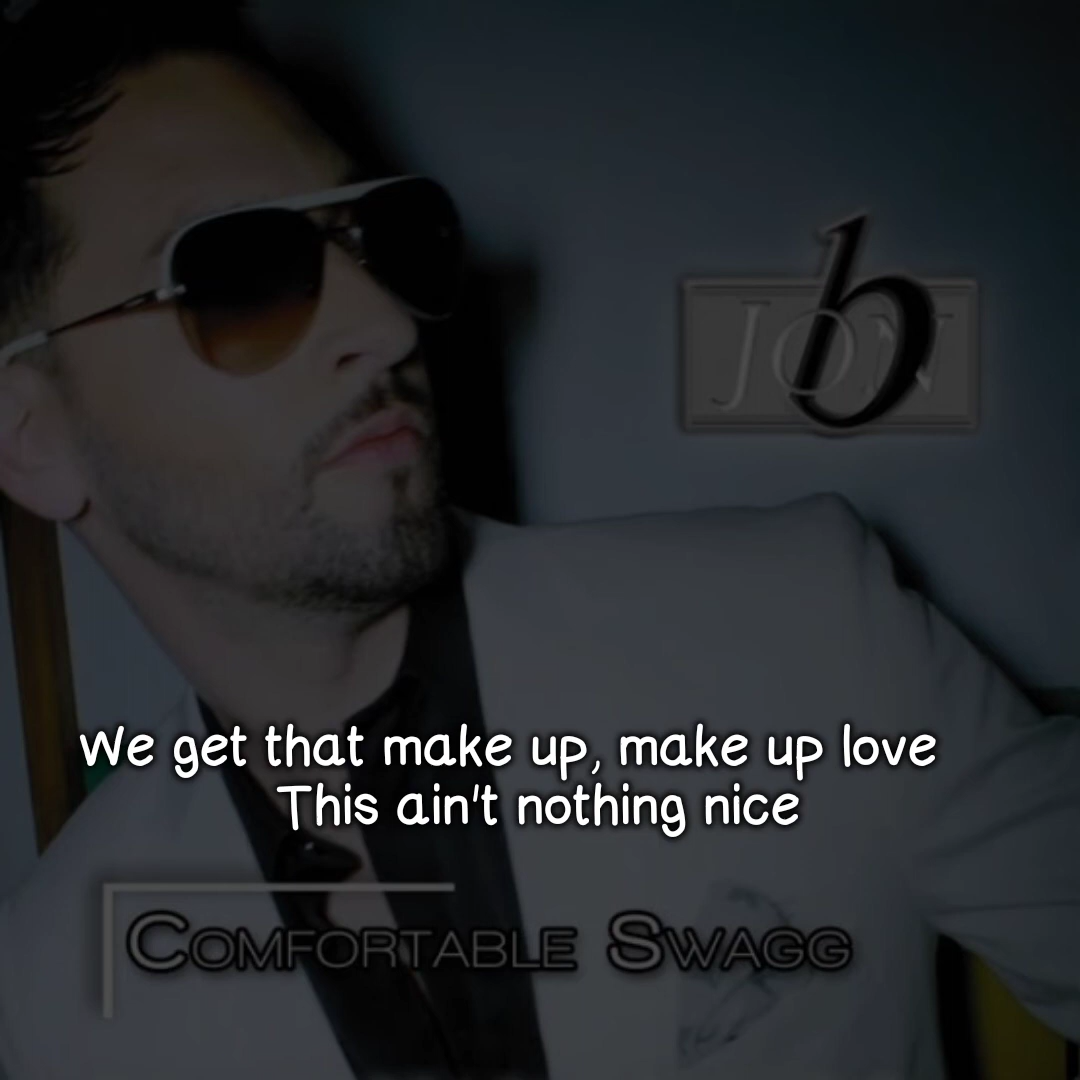 JON
b
We get that make up, make up love
This ain't nothing nice
COMFORTABLE SWAGG